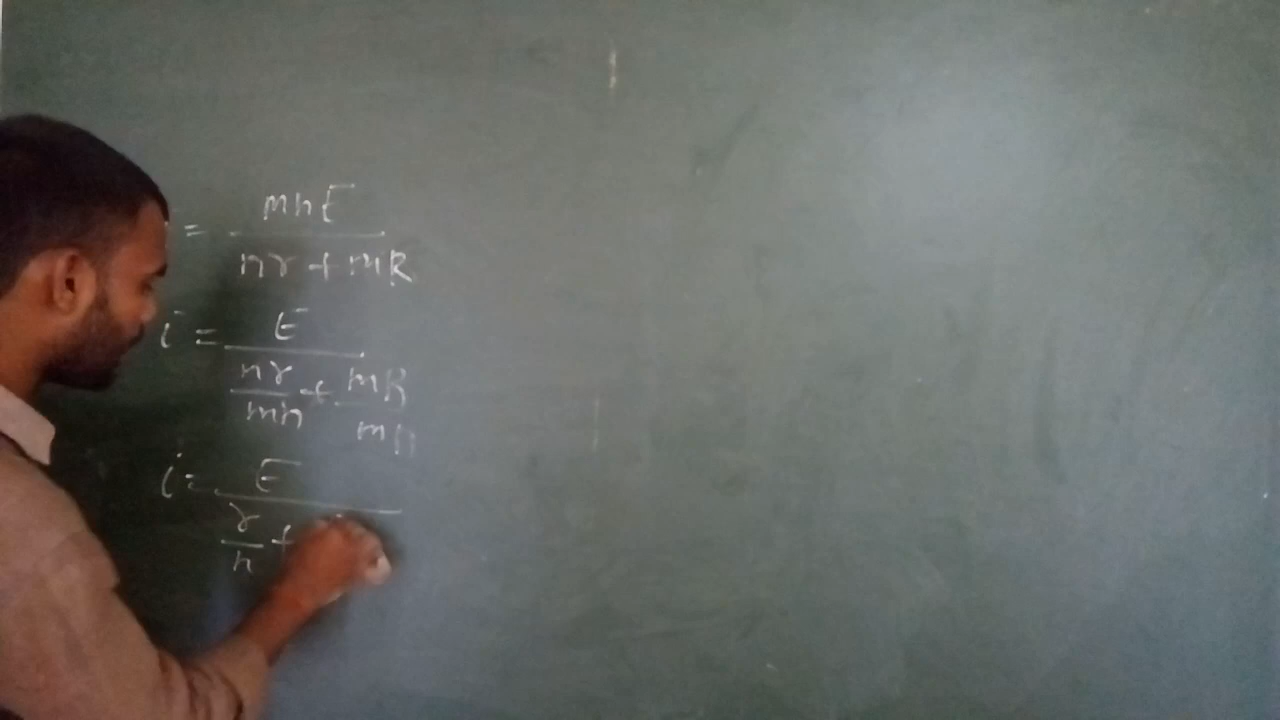 = mnE
nr + mR
i = E
nr/mn + mR/mn
i = E
r/n +